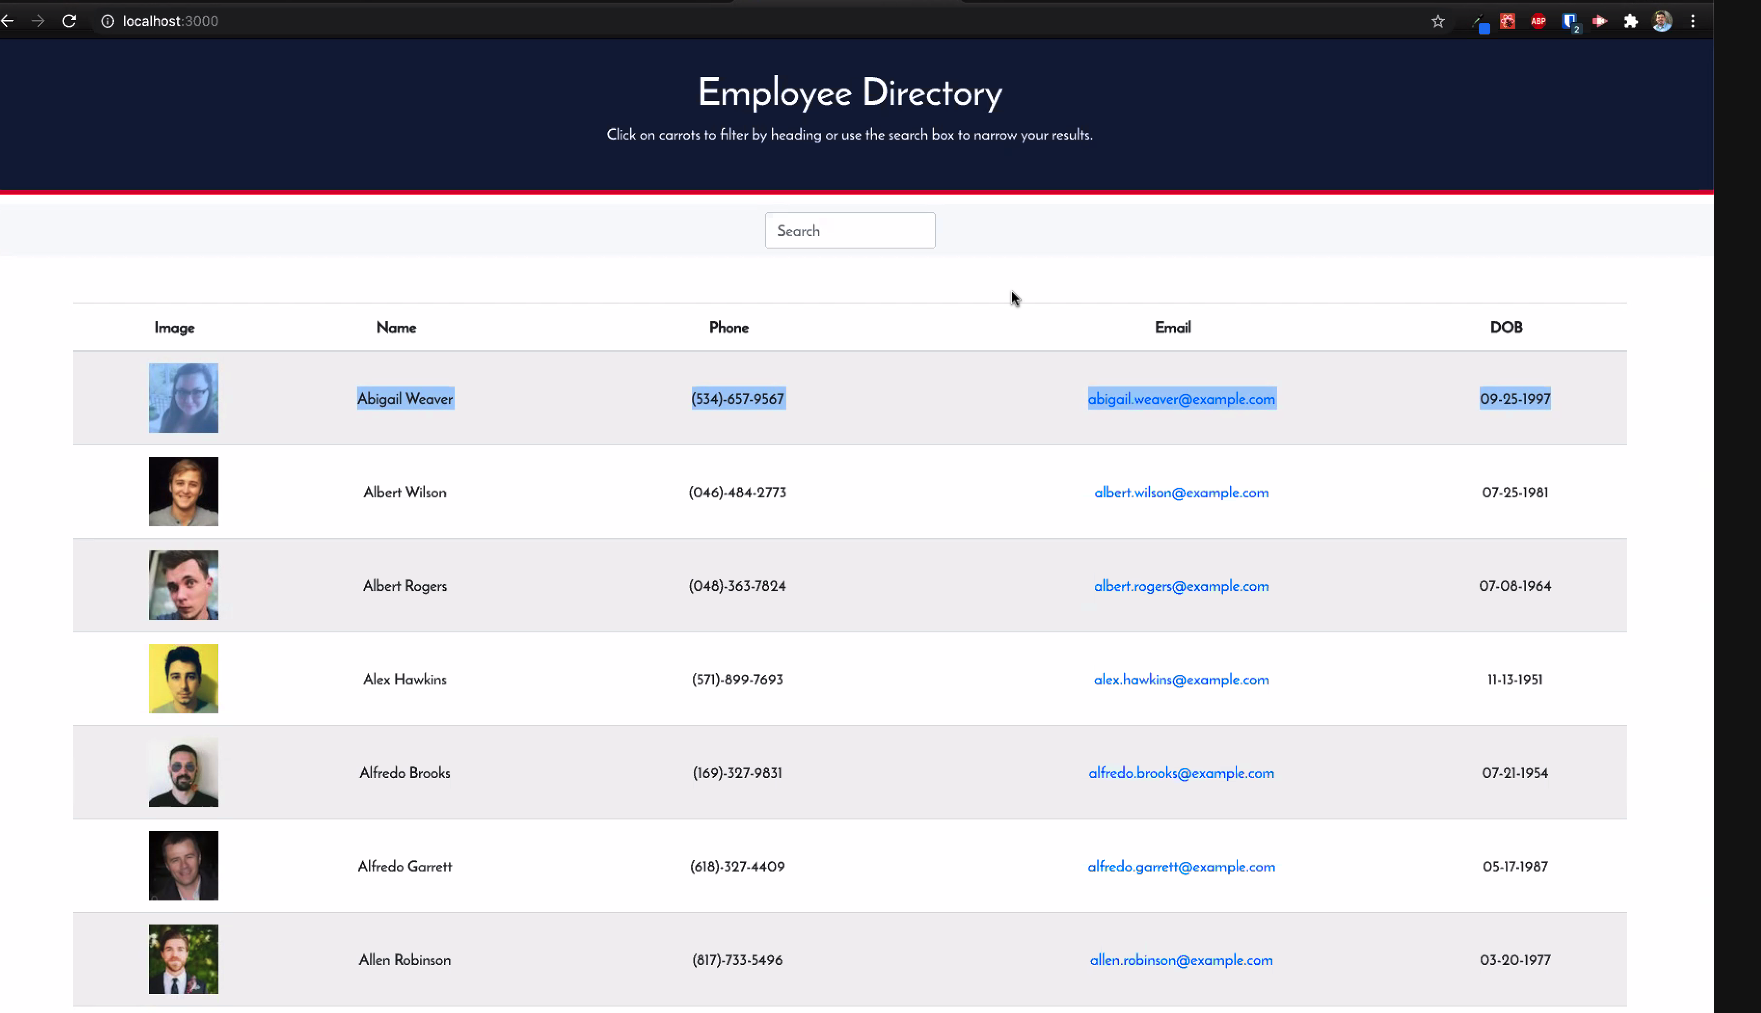 localhost:3000
ABP
2
Employee Directory
Click on carrots to filter by heading or use the search box to narrow your results.
Search
Image Name Phone Email DOB
Abigail Weaver (534)-657-9567 abigail.weaver@example.com 09-25-1997
Albert Wilson (046)-484-2773 albert.wilson@example.com 07-25-1981
Albert Rogers (048)-363-7824 albert.rogers@example.com 07-08-1964
Alex Hawkins (571)-899-7693 alex.hawkins@example.com 11-13-1951
Alfredo Brooks (169)-327-9831 alfredo.brooks@example.com 07-21-1954
Alfredo Garrett (618)-327-4409 alfredo.garrett@example.com 05-17-1987
Allen Robinson (817)-733-5496 allen.robinson@example.com 03-20-1977